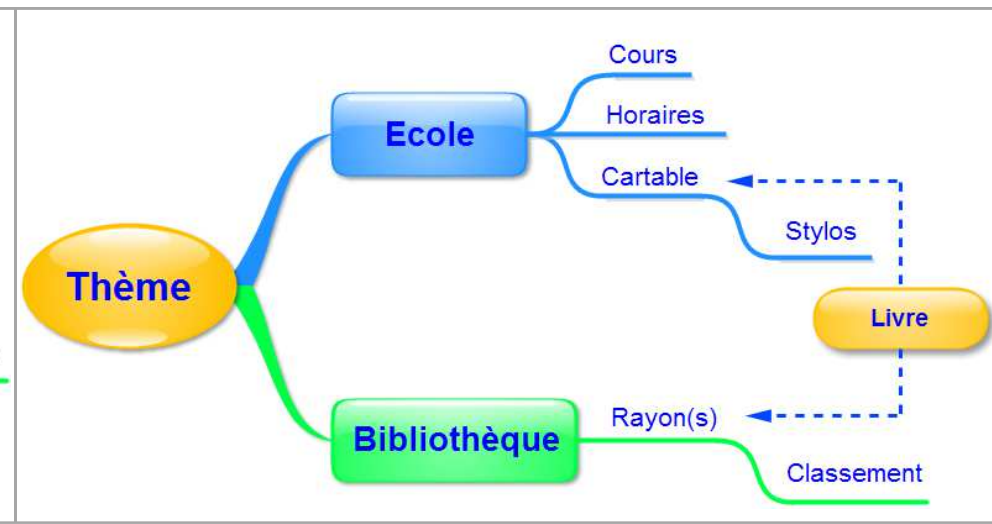 Thème
Ecole
Cours
Horaires
Cartable
Stylos
Livre
Bibliothèque
Rayon(s)
Classement